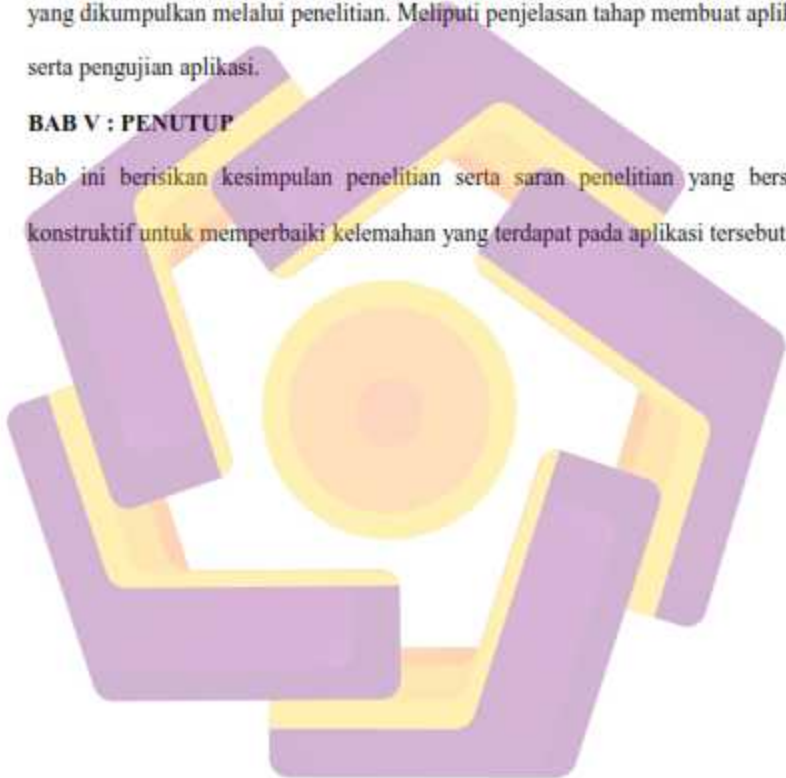 yang dikumpulkan melalui penelitian. Meliputi penjelasan tahap membuat apli
serta pengujian aplikasi.
BAB V : PENUTUP
Bab ini berisikan kesimpulan penelitian serta saran penelitian yang bers
konstruktif untuk memperbaiki kelemahan yang terdapat pada aplikasi tersebut